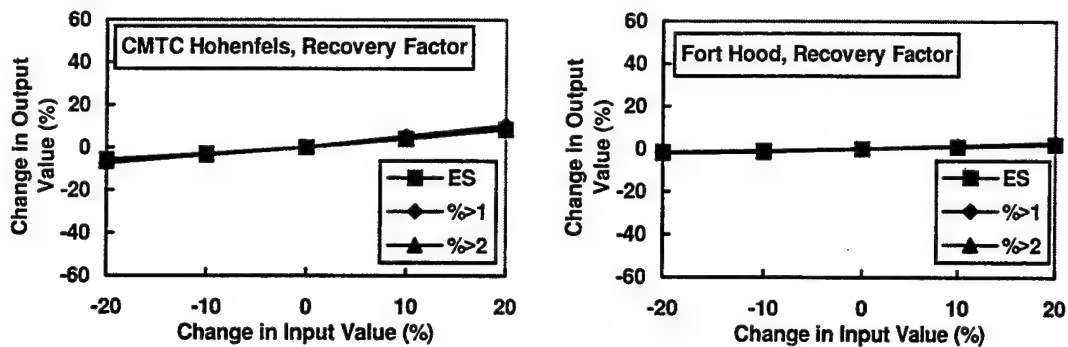 CMTC Hohenfels, Recovery Factor
Change in Output
Value (%)
60
40
20
0
-20
-40
-60
ES
%>1
%>2
-20 -10 0 10 20
Change in Input Value (%)
Fort Hood, Recovery Factor
Change in Output
Value (%)
60
40
20
0
-20
-40
-60
ES
%>1
%>2
-20 -10 0 10 20
Change in Input Value (%)